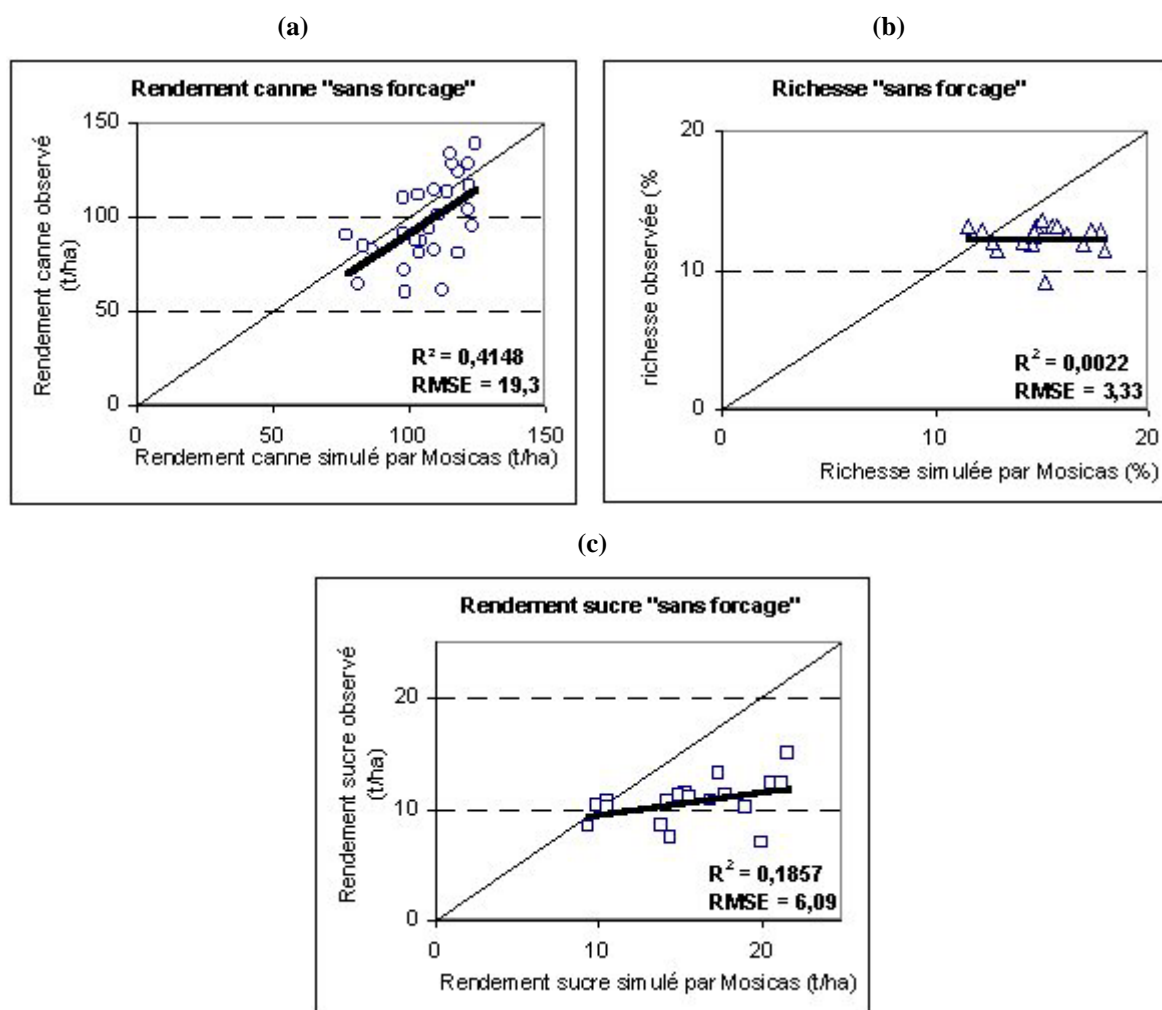 (a)
Rendement canne "sans forcage"
Rendement canne observé
(t/ha)
150
100
50
0
R² = 0,4148
RMSE = 19,3
0
50
100
150
Rendement canne simulé par Mosicas (t/ha)
(b)
Richesse "sans forcage"
richesse observée (%
20
10
0
R² = 0,0022
RMSE = 3,33
0
10
20
Richesse simulée par Mosicas (%)
(c)
Rendement sucre "sans forcage"
Rendement sucre observé
(t/ha)
20
10
0
R² = 0,1857
RMSE = 6,09
0
10
20
Rendement sucre simulé par Mosicas (t/ha)